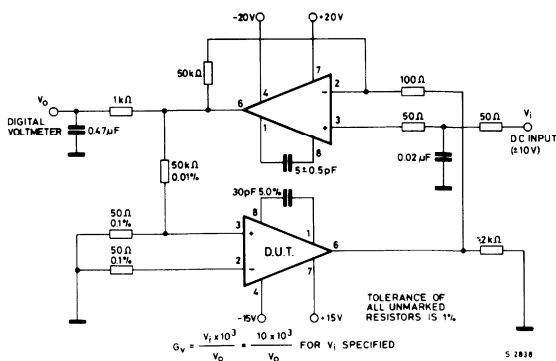 -20V
+20V
50kΩ
4
7
2
100Ω
V₀
1kΩ
6
-
+
50Ω
50Ω
Vᵢ
DIGITAL
VOLTMETER
0.47µF
1
8
3
D.C INPUT
(±10V)
5±0.5pF
0.02µF
50kΩ
0.01%
30pF 5.0%
50Ω
0.1%
8
3
+
1
D.U.T.
6
50Ω
0.1%
2
-
7
4
-15V
+15V
TOLERANCE OF
ALL UNMARKED
RESISTORS IS 1%
Gᵥ = Vᵢ x 10³ / V₀ = 10 x 10³ / V₀ FOR Vᵢ SPECIFIED
S 2838